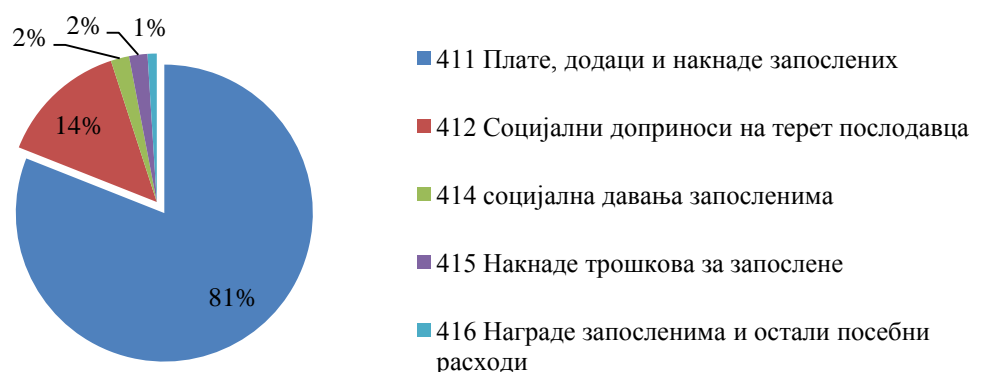 2%
2%
1%
14%
81%
411 Плате, додаци и накнаде запослених
412 Социјални доприноси на терет послодавца
414 социјална давања запосленима
415 Накнаде трошкова за запослене
416 Награде запосленима и остали посебни
расходи